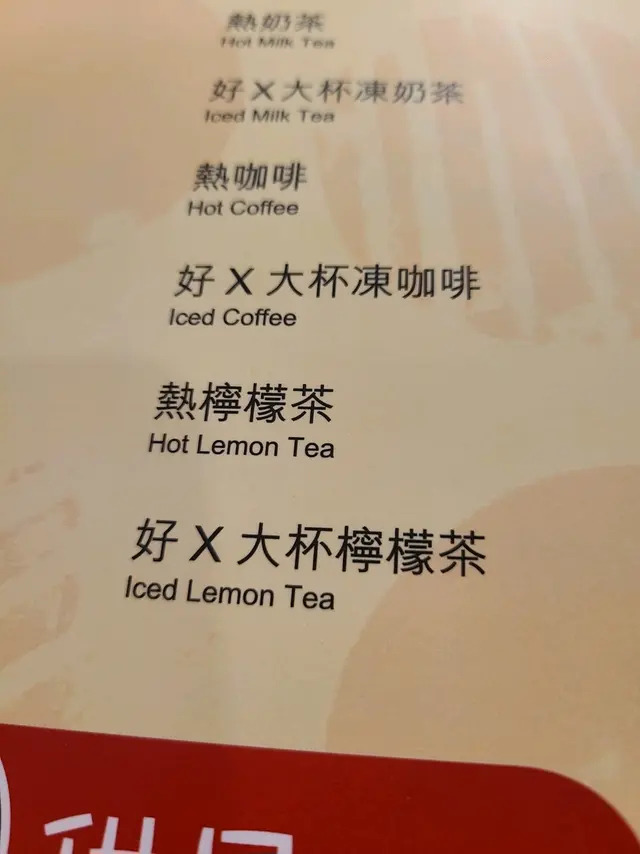 熱奶茶
Hot Milk Tea
好X大杯凍奶茶
Iced Milk Tea
熱咖啡
Hot Coffee
好 X 大杯凍咖啡
Iced Coffee
熱檸檬茶
Hot Lemon Tea
好 X 大杯檸檬茶
Iced Lemon Tea